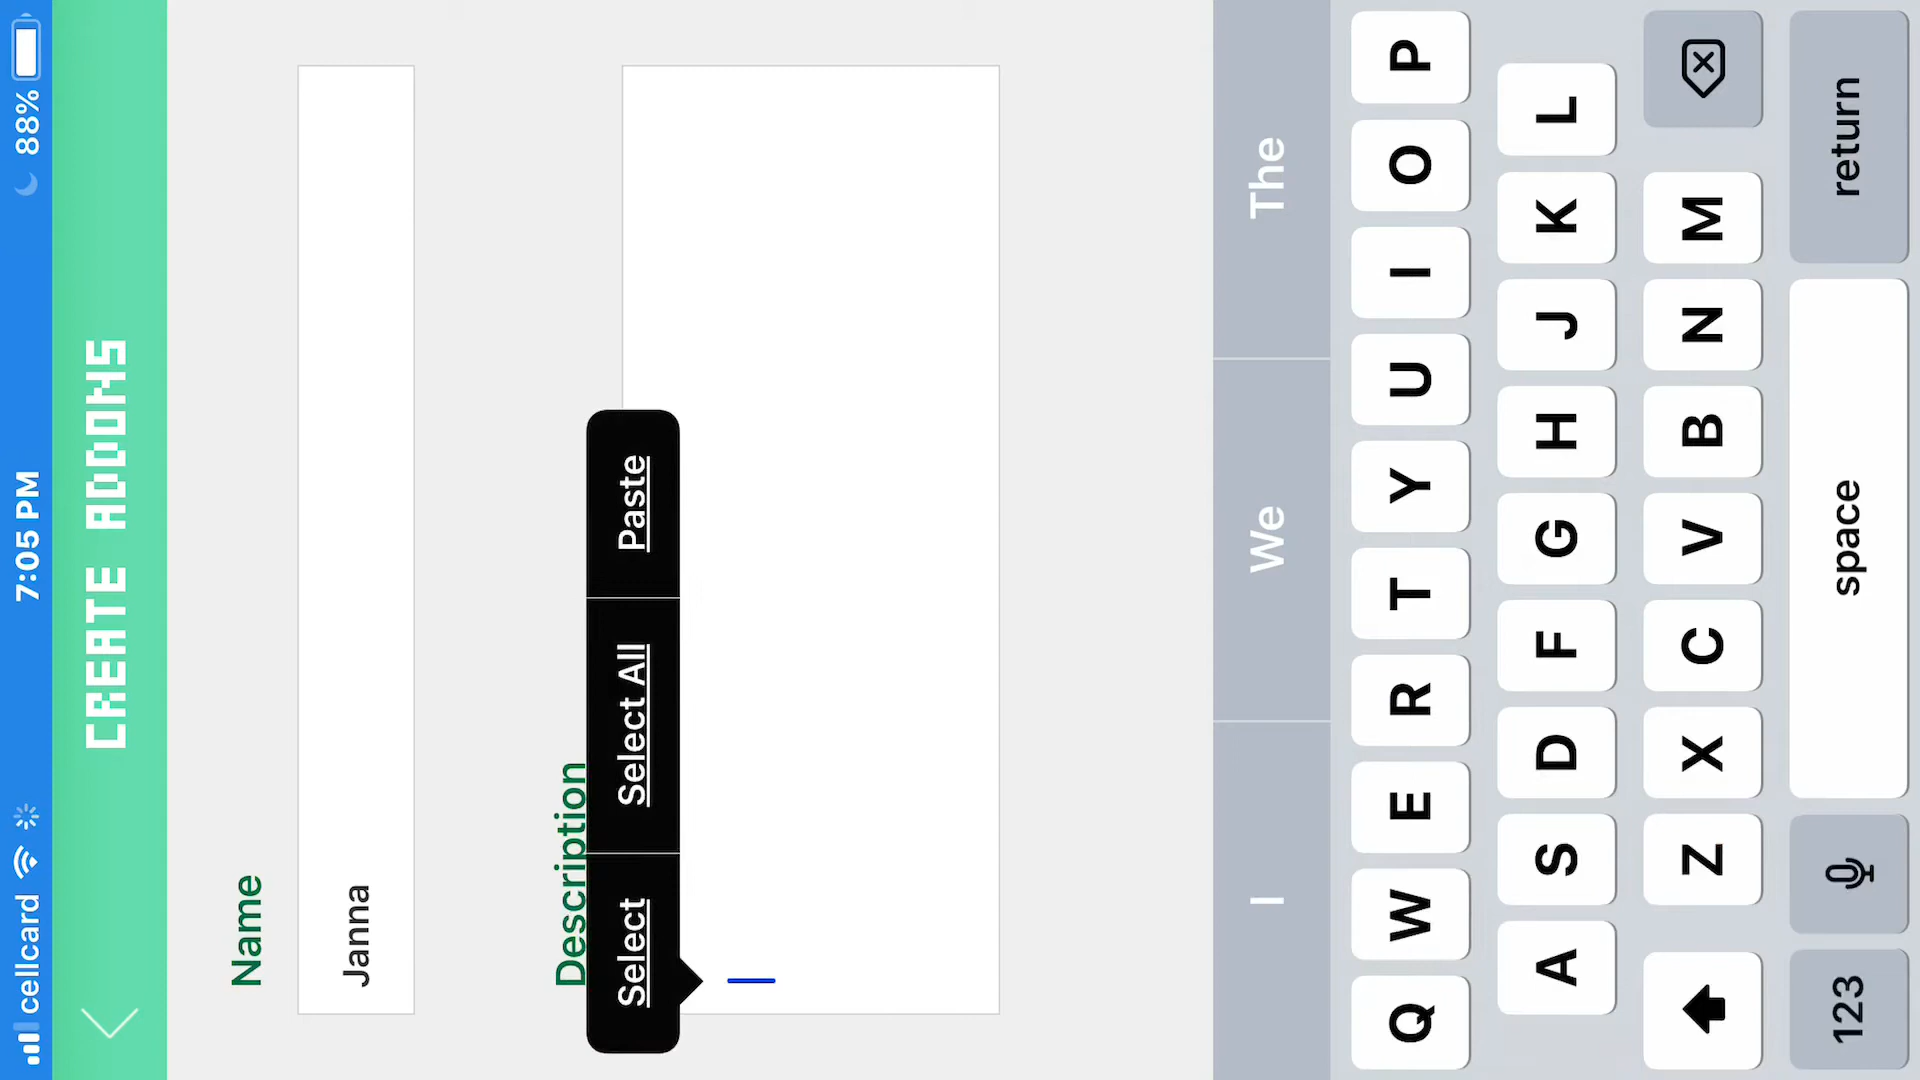 cellcard 7:05 PM 88%
CREATE ADDONS
Name
Janna
Description
Select Select All Paste
I We The
Q W E R T Y U I O P
A S D F G H J K L
Z X C V B N M
123 space return